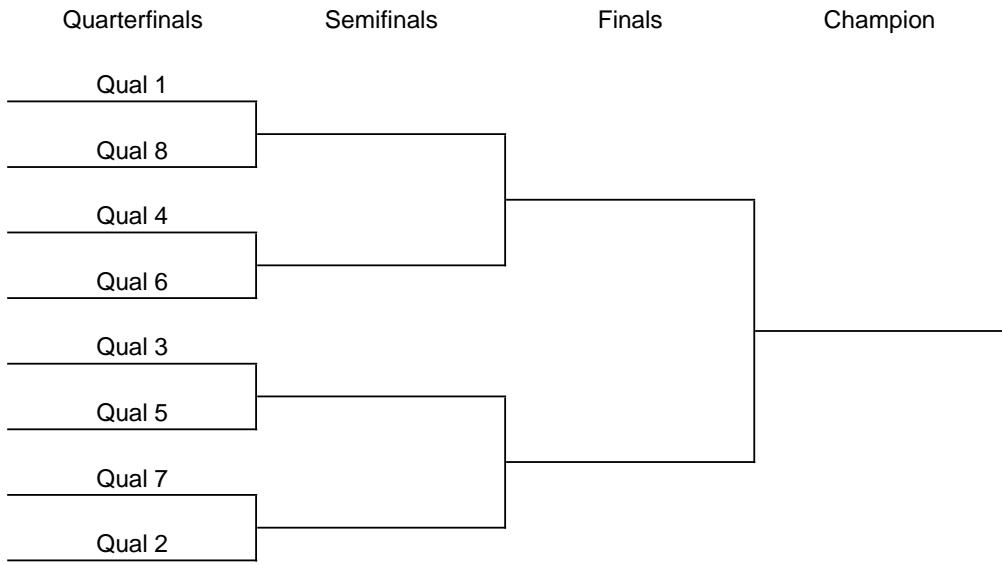 Quarterfinals Semifinals Finals Champion
Qual 1
Qual 8
Qual 4
Qual 6
Qual 3
Qual 5
Qual 7
Qual 2